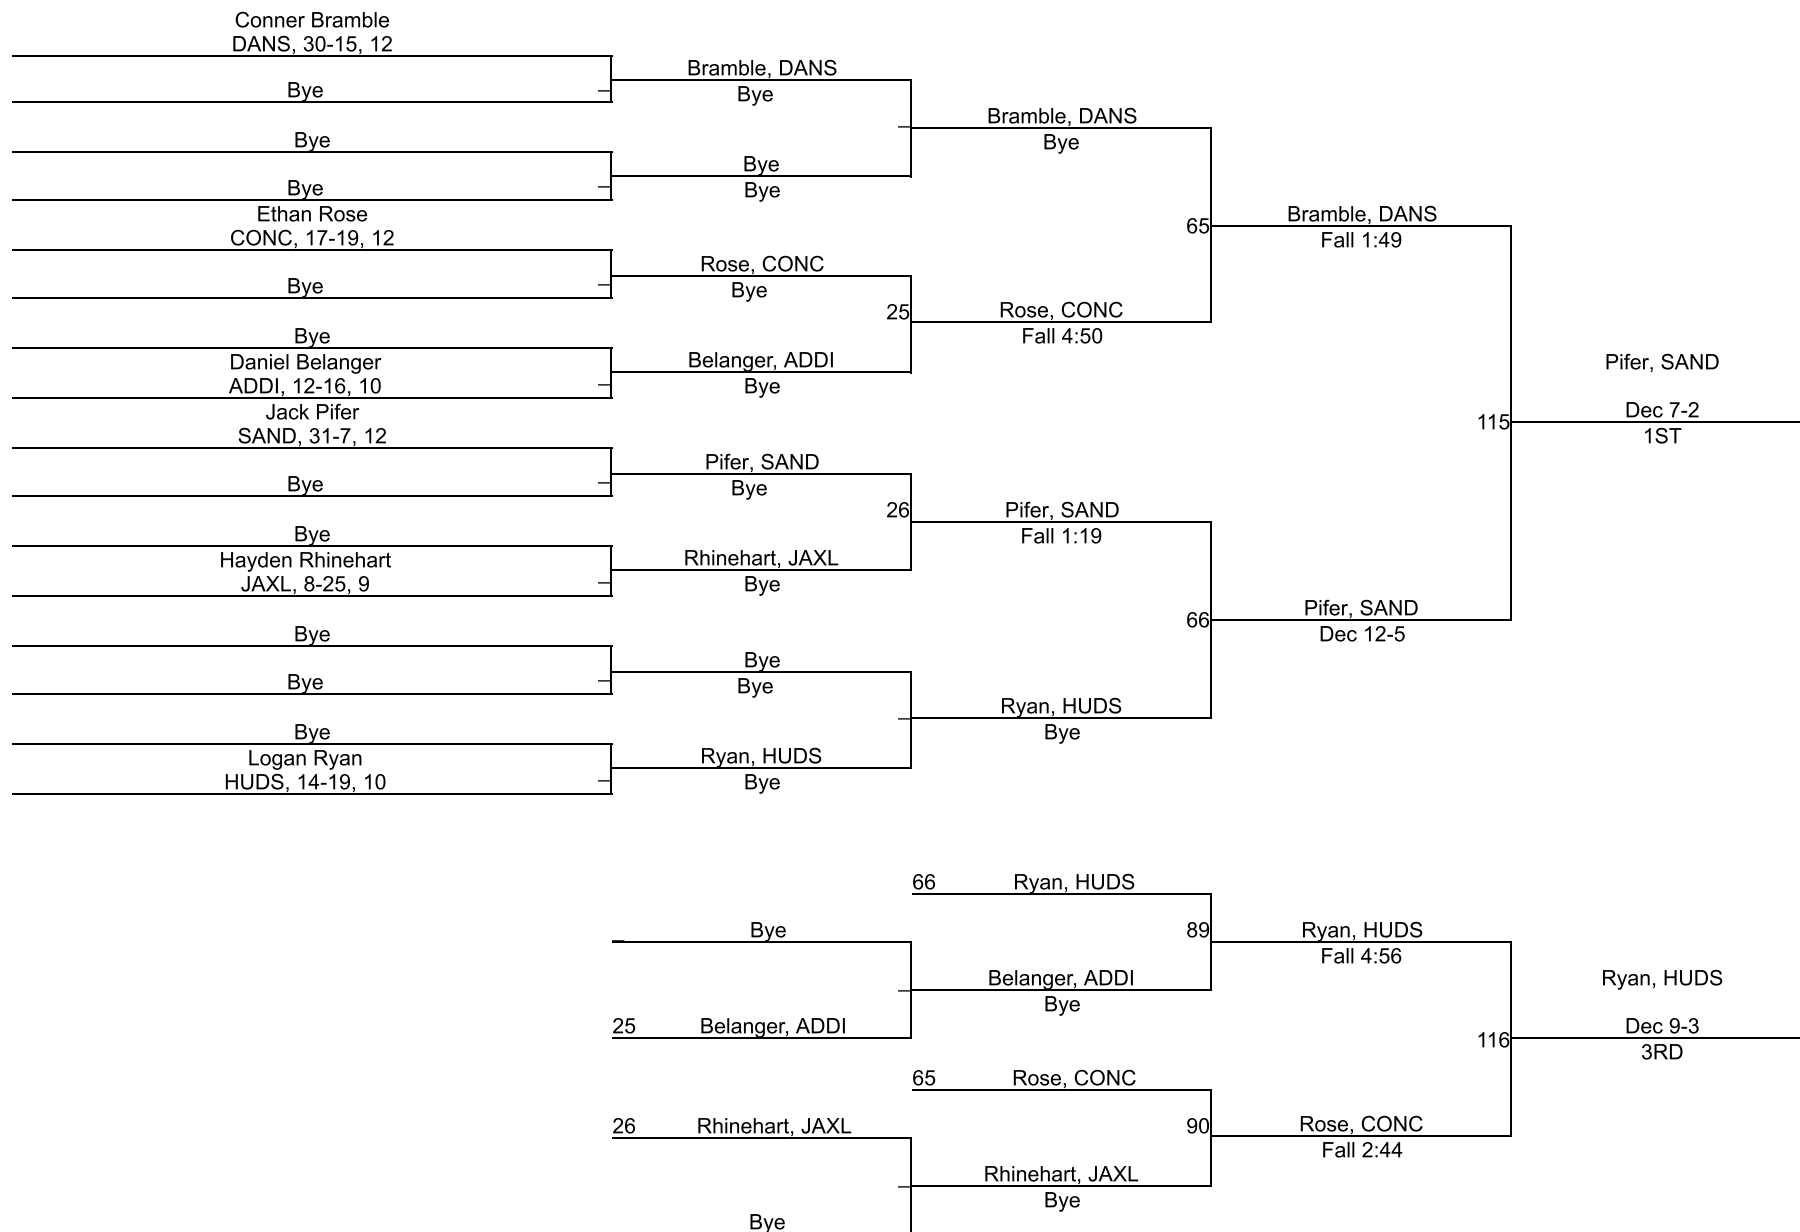 Conner Bramble
DANS, 30-15, 12
Bye
Bye
Bye
Ethan Rose
CONC, 17-19, 12
Bye
Bye
Daniel Belanger
ADDI, 12-16, 10
Jack Pifer
SAND, 31-7, 12
Bye
Bye
Hayden Rhinehart
JAXL, 8-25, 9
Bye
Bye
Bye
Logan Ryan
HUDS, 14-19, 10
Bramble, DANS
Bye
Bye
Bye
Rose, CONC
Bye
25
Belanger, ADDI
Bye
Pifer, SAND
Bye
26
Rhinehart, JAXL
Bye
Bye
Bye
Ryan, HUDS
Bye
Bramble, DANS
Bye
65
Rose, CONC
Fall 4:50
Pifer, SAND
Fall 1:19
66
Ryan, HUDS
Bye
Bramble, DANS
Fall 1:49
115
Pifer, SAND
Dec 12-5
Pifer, SAND
Dec 7-2
1ST
66 Ryan, HUDS
Bye
89
Belanger, ADDI
Bye
25 Belanger, ADDI
65 Rose, CONC
26 Rhinehart, JAXL
90
Rhinehart, JAXL
Bye
Bye
Ryan, HUDS
Fall 4:56
116
Rose, CONC
Fall 2:44
Ryan, HUDS
Dec 9-3
3RD